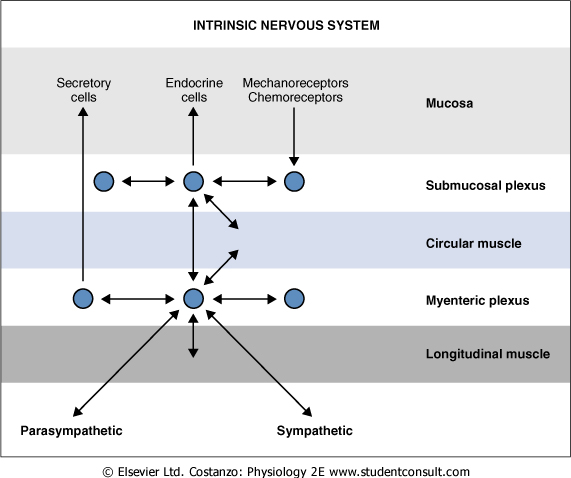 INTRINSIC NERVOUS SYSTEM
Secretory
cells
Endocrine
cells
Mechanoreceptors
Chemoreceptors
Mucosa
Submucosal plexus
Circular muscle
Myenteric plexus
Longitudinal muscle
Parasympathetic
Sympathetic
© Elsevier Ltd. Costanzo: Physiology 2E www.studentconsult.com